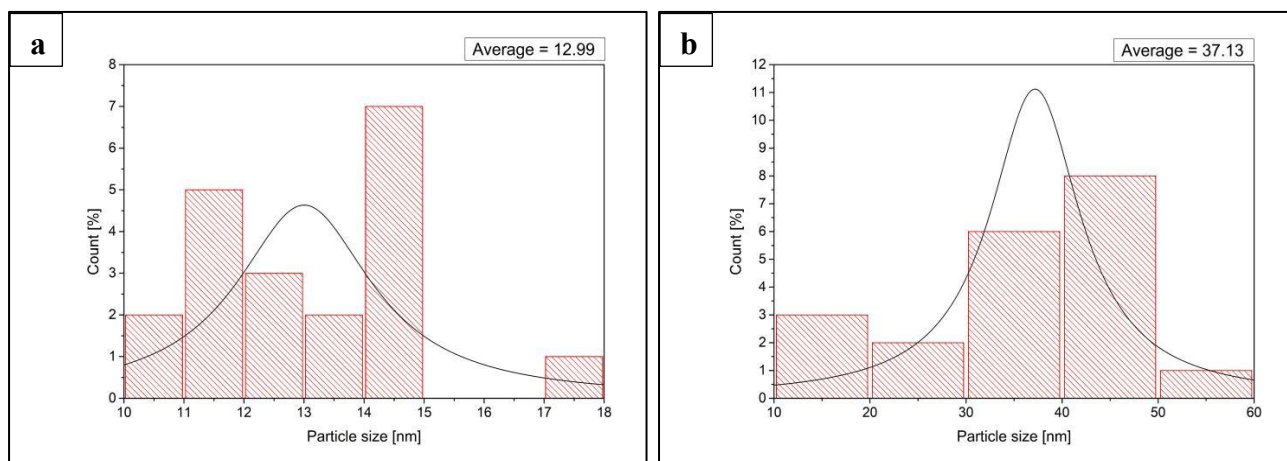 a
Average = 12.99
8
7
6
5
4
3
2
1
0
Count [%]
10 11 12 13 14 15 16 17 18
Particle size [nm]
b
Average = 37.13
12
11
10
9
8
7
6
5
4
3
2
1
0
Count [%]
10 20 30 40 50 60
Particle size [nm]